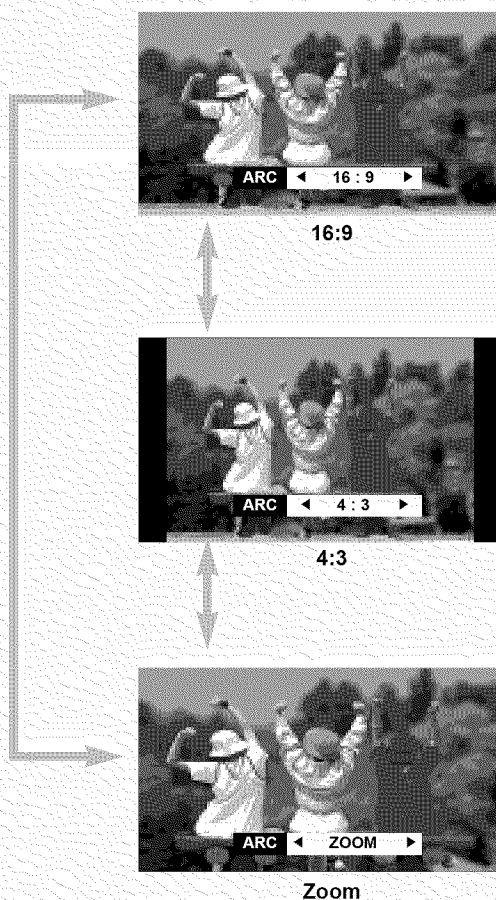 ARC ◄ 16 : 9 ►
16:9
ARC ◄ 4 : 3 ►
4:3
ARC ◄ ZOOM ►
Zoom